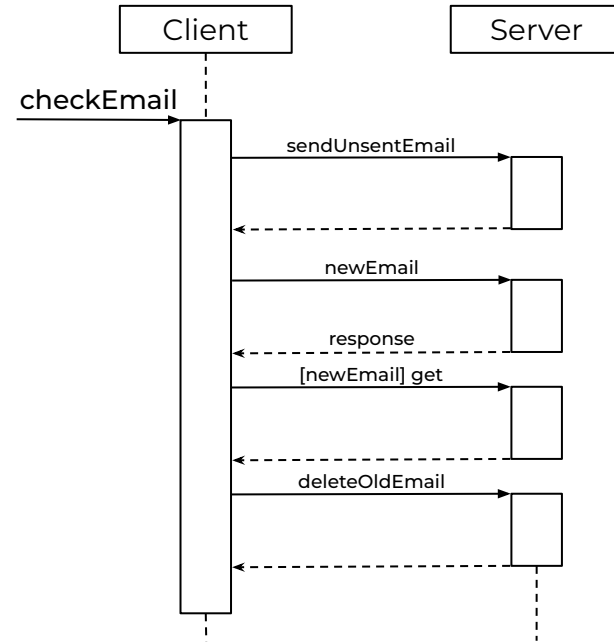 Client
Server
checkEmail
sendUnsentEmail
newEmail
response
[newEmail] get
deleteOldEmail